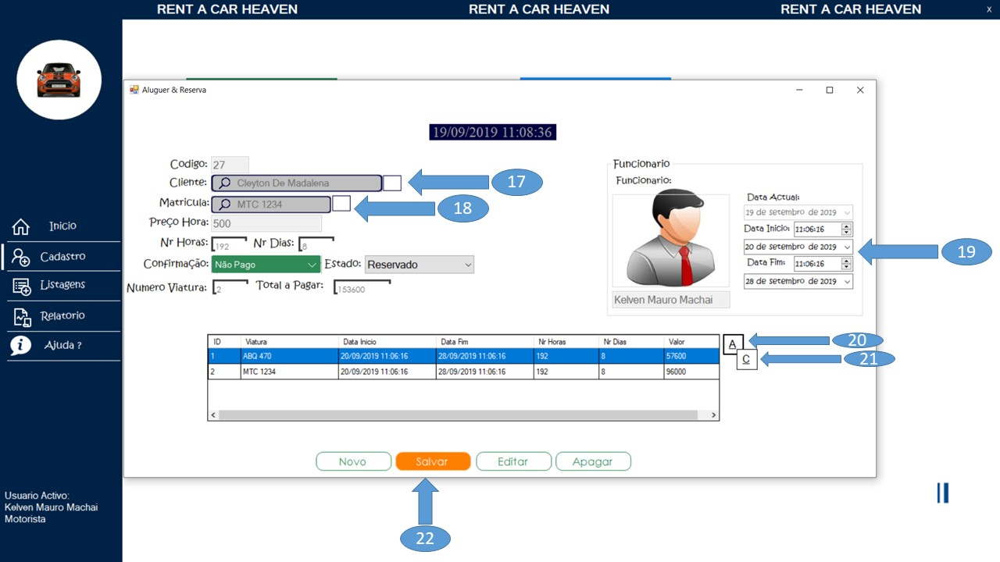 RENT A CAR HEAVEN RENT A CAR HEAVEN RENT A CAR HEAVEN X
Aluguer & Reserva
19/09/2019 11:08:36
Codigo: 27
Cliente: Cleyton De Madalena
17
Matricula: MTC 1234
18
Preço Hora: 500
Nr Horas: 192 Nr Dias: 8
Confirmação: Não Pago Estado: Reservado
Numero Viatura: 2 Total a Pagar: 153600
Funcionario
Funcionario:
Kelven Mauro Machai
Data Actual:
19 de setembro de 2019
Data Inicio: 11:06:16
20 de setembro de 2019
19
Data Fim: 11:06:16
28 de setembro de 2019
ID Viatura Data Inicio Data Fim Nr Horas Nr Dias Valor
1 ABQ 470 20/09/2019 11:06:16 28/09/2019 11:06:16 192 8 57600
2 MTC 1234 20/09/2019 11:06:16 28/09/2019 11:06:16 192 8 96000
A 20
C 21
Novo Salvar Editar Apagar
22
Inicio
Cadastro
Listagens
Relatorio
Ajuda ?
Usuario Activo:
Kelven Mauro Machai
Motorista